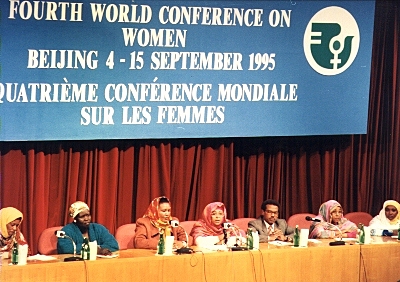 FOURTH WORLD CONFERENCE ON
WOMEN
BEIJING 4 - 15 SEPTEMBER 1995
QUATRIÈME CONFÉRENCE MONDIALE
SUR LES FEMMES